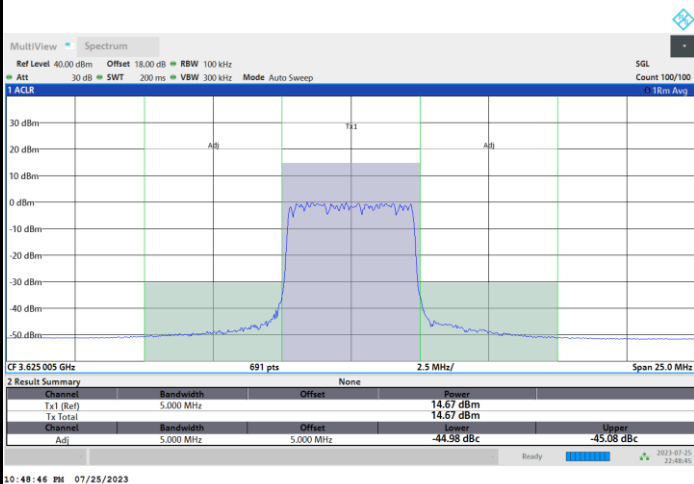 MultiView Spectrum
Ref Level 40.00 dBm Offset 18.00 dB RBW 100 kHz SGL
Att 30 dB SWT 200 ms VBW 300 kHz Mode Auto Sweep Count 100/100
1 ACLR 1Rm Avg
30 dBm
Tx1
20 dBm
Adj Adj
10 dBm
0 dBm
-10 dBm
-20 dBm
-30 dBm
-40 dBm
-50 dBm
CF 3.625 005 GHz 691 pts 2.5 MHz/ Span 25.0 MHz
2 Result Summary None
Channel Bandwidth Offset Power
Tx1 (Ref) 5.000 MHz 14.67 dBm
Tx Total 14.67 dBm
Channel Bandwidth Offset Lower Upper
Adj 5.000 MHz 5.000 MHz -44.98 dBc -45.08 dBc
Ready 2023-07-25
22:48:45
10:48:46 PM 07/25/2023